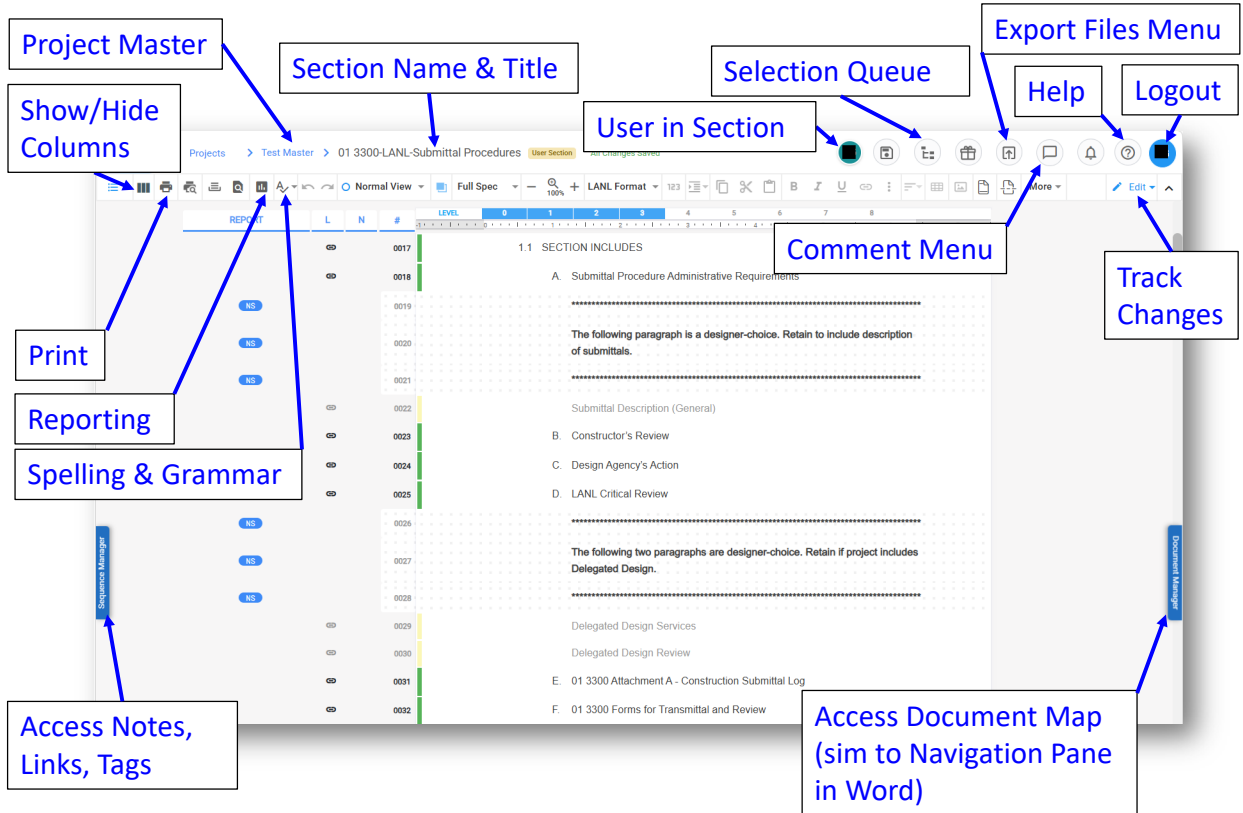 Project Master
Section Name & Title
Selection Queue
Export Files Menu
Show/Hide
Columns
User in Section
Help
Logout
Projects > Test Master > 01 3300-LANL-Submittal Procedures User Section All Changes Saved
Normal View Full Spec 100% LANL Format 123 B I U More Edit
REPORT L N # LEVEL 0 1 2 3 4 5 6 7 8
0017 1.1 SECTION INCLUDES
Comment Menu
0018 A. Submittal Procedure Administrative Requirements
Track
Changes
NS 0019 ****************************************************************************************
NS 0020 The following paragraph is a designer-choice. Retain to include description
of submittals.
Print
NS 0021 ****************************************************************************************
Reporting
0022 Submittal Description (General)
0023 B. Constructor's Review
Spelling & Grammar
0024 C. Design Agency's Action
0025 D. LANL Critical Review
NS 0026 ****************************************************************************************
NS 0027 The following two paragraphs are designer-choice. Retain if project includes
Delegated Design.
Sequence Manager
Document Manager
NS 0028 ****************************************************************************************
0029 Delegated Design Services
0030 Delegated Design Review
0031 E. 01 3300 Attachment A - Construction Submittal Log
0032 F. 01 3300 Forms for Transmittal and Review
Access Notes,
Links, Tags
Access Document Map
(sim to Navigation Pane
in Word)